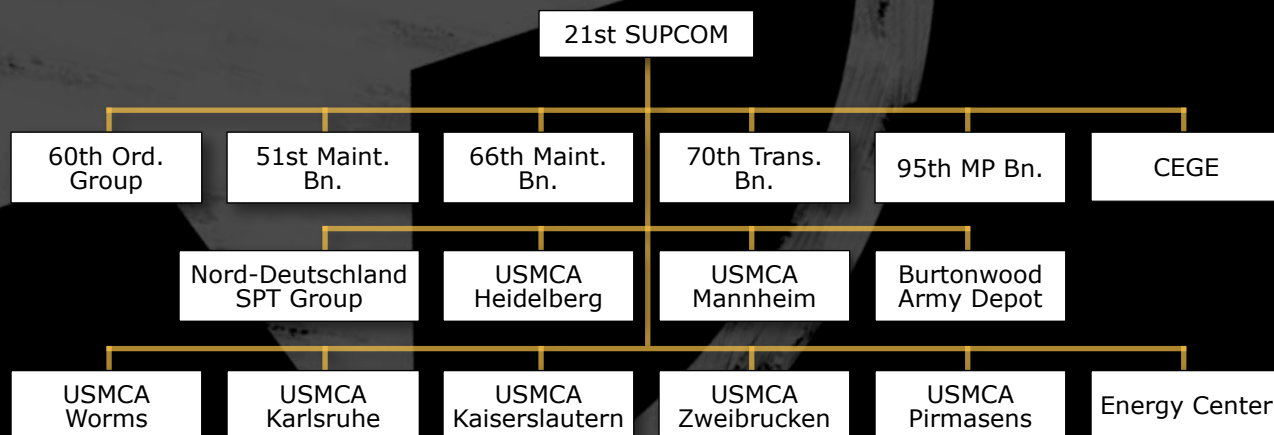 21st SUPCOM
60th Ord.
Group
51st Maint.
Bn.
66th Maint.
Bn.
70th Trans.
Bn.
95th MP Bn.
CEGE
Nord-Deutschland
SPT Group
USMCA
Heidelberg
USMCA
Mannheim
Burtonwood
Army Depot
USMCA
Worms
USMCA
Karlsruhe
USMCA
Kaiserslautern
USMCA
Zweibrucken
USMCA
Pirmasens
Energy Center